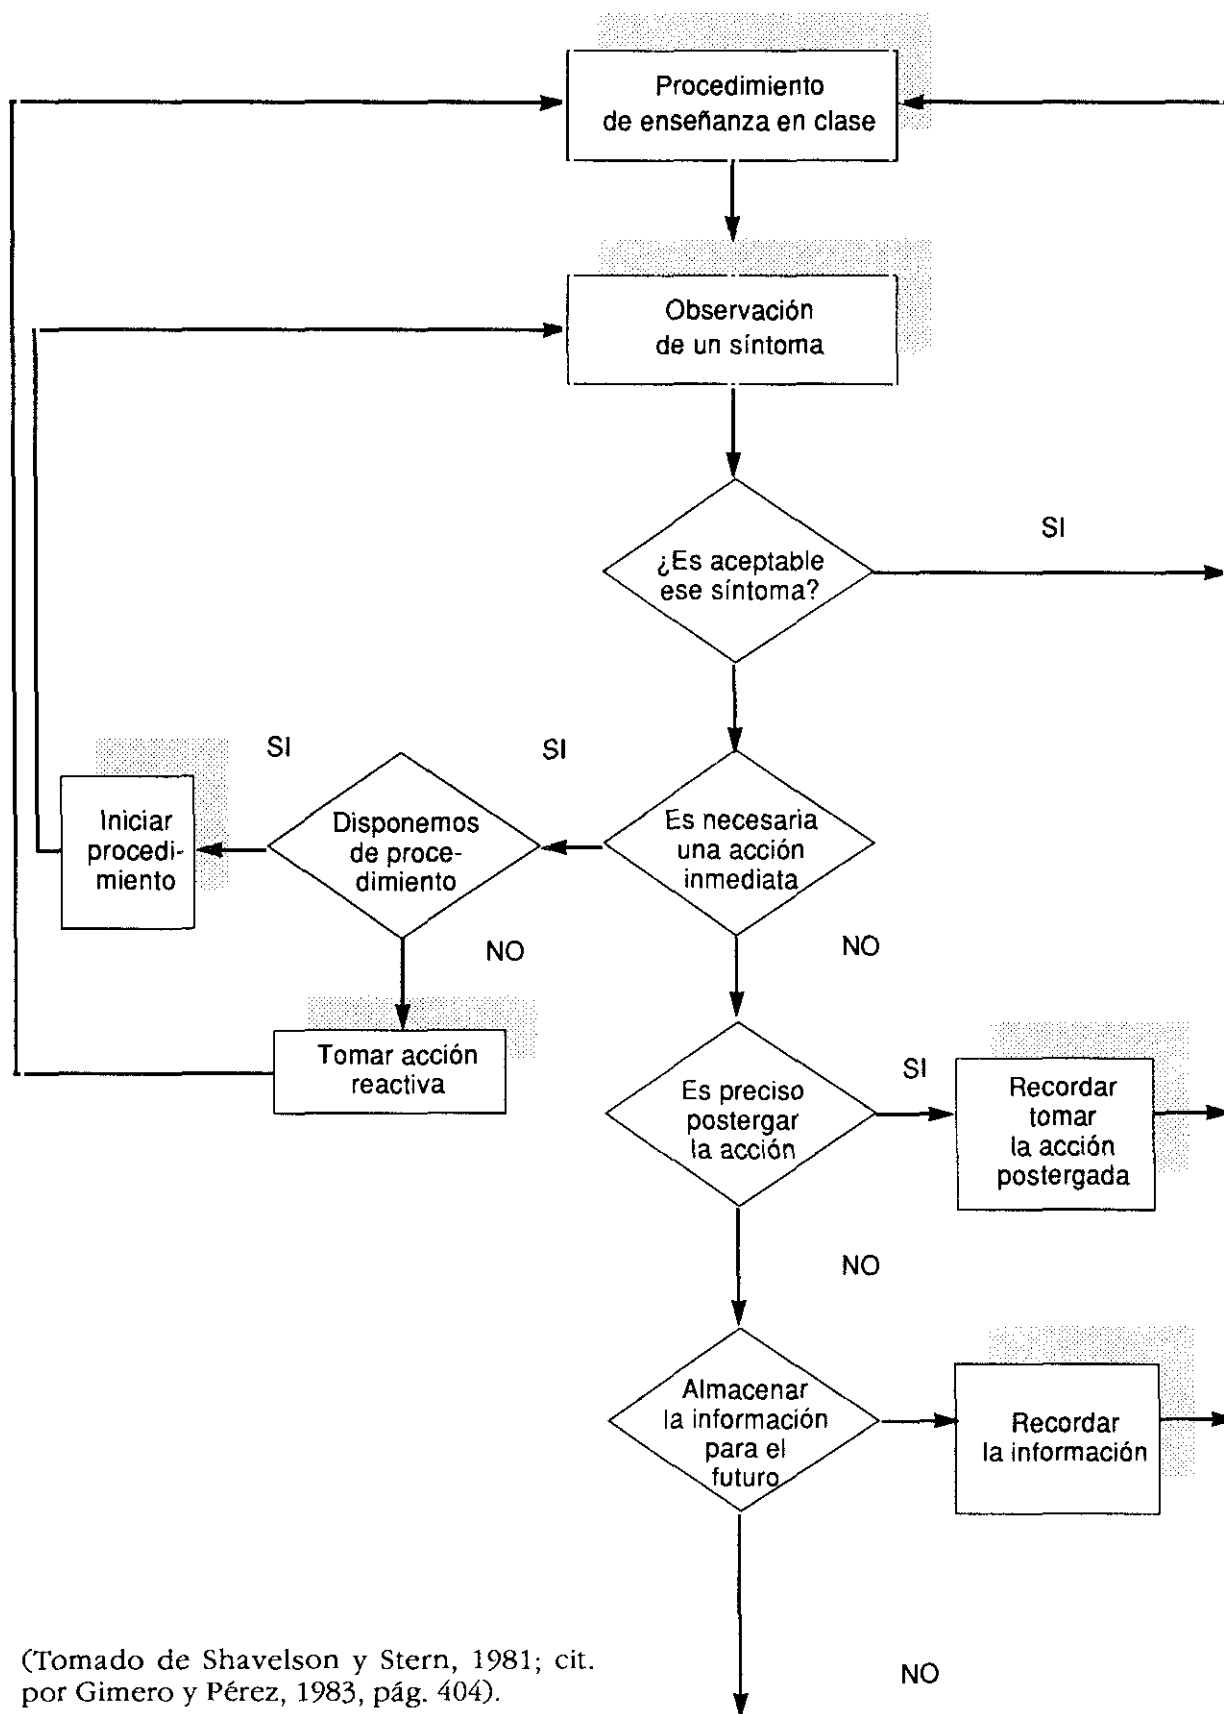 Procedimiento
de enseñanza en clase
Observación
de un síntoma
¿Es aceptable
ese síntoma?
SI
Es necesaria
una acción
inmediata
SI
Disponemos
de proce-
dimiento
SI
Iniciar
procedi-
miento
NO
Tomar acción
reactiva
NO
Es preciso
postergar
la acción
SI
Recordar
tomar
la acción
postergada
NO
Almacenar
la información
para el
futuro
Recordar
la información
NO
(Tomado de Shavelson y Stern, 1981; cit.
por Gimero y Pérez, 1983, pág. 404).